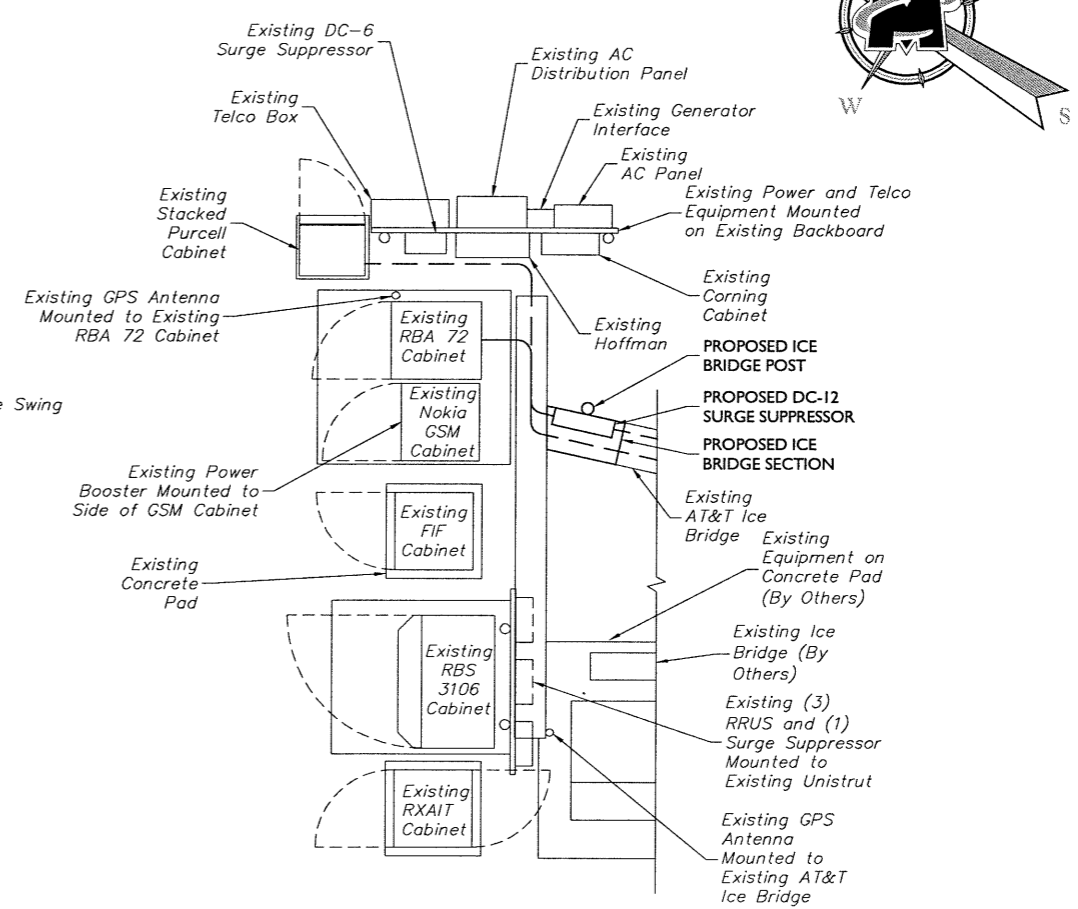 Existing DC-6
Surge Suppressor
Existing AC
Distribution Panel
Existing
Telco Box
Existing Generator
Interface
Existing
AC Panel
Existing Power and Telco
Equipment Mounted
on Existing Backboard
Existing
Stacked
Purcell
Cabinet
Existing
Corning
Cabinet
Existing GPS Antenna
Mounted to Existing
RBA 72 Cabinet
Existing
RBA 72
Cabinet
Existing
Hoffman
PROPOSED ICE
BRIDGE POST
PROPOSED DC-12
SURGE SUPPRESSOR
PROPOSED ICE
BRIDGE SECTION
Swing
Existing
Nokia
GSM
Cabinet
Existing Power
Booster Mounted to
Side of GSM Cabinet
Existing
AT&T Ice
Bridge
Existing
FIF
Cabinet
Existing
Concrete
Pad
Existing
Equipment on
Concrete Pad
(By Others)
Existing Ice
Bridge (By
Others)
Existing
RBS
3106
Cabinet
Existing (3)
RRUS and (1)
Surge Suppressor
Mounted to
Existing Unistrut
Existing
RXAIT
Cabinet
Existing GPS
Antenna
Mounted to
Existing AT&T
Ice Bridge
W
S